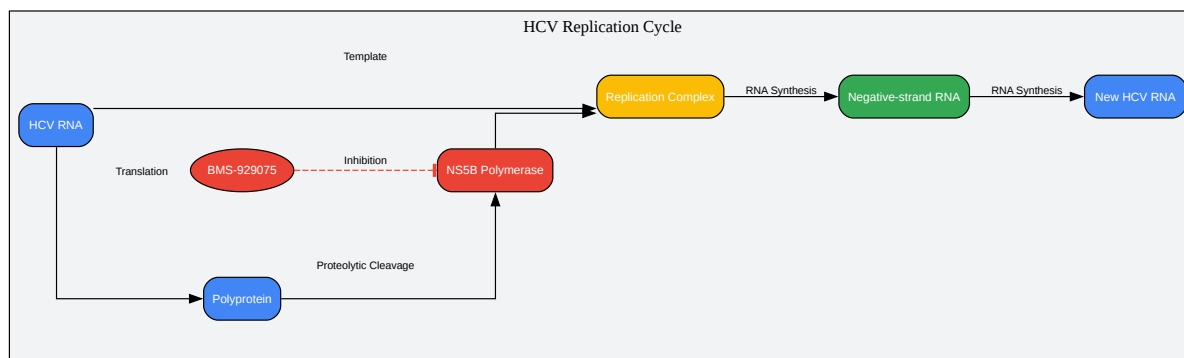 HCV Replication Cycle
Template
Replication Complex
RNA Synthesis
Negative-strand RNA
RNA Synthesis
New HCV RNA
HCV RNA
Translation
BMS-929075
Inhibition
NS5B Polymerase
Proteolytic Cleavage
Polyprotein